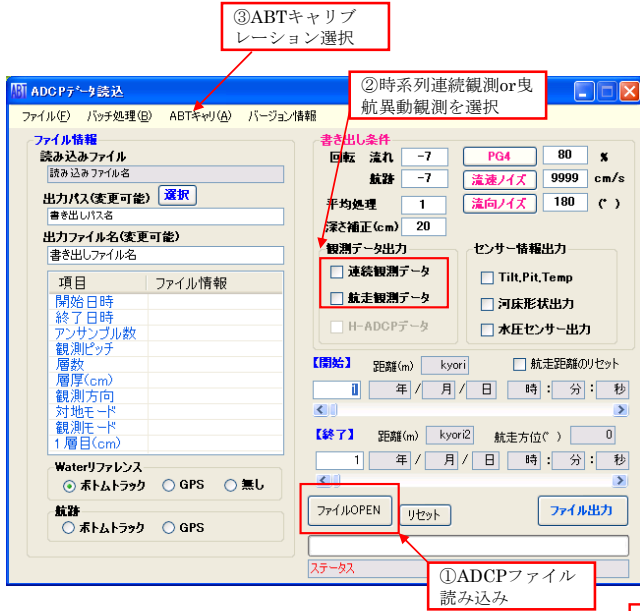 ③ABTキャリブ
レーション選択
②時系列連続観測or曳
航異動観測を選択
ABT ADCPデータ読込
ファイル(F) バッチ処理(B) ABTキャリ(A) バージョン情報
ファイル情報
読み込みファイル
読み込みファイル名
出力パス(変更可能) 選択
書き出しパス名
出力ファイル名(変更可能)
書き出しファイル名
項目 ファイル情報
開始日時
終了日時
アンサンブル数
観測ピッチ
層数
層厚(cm)
観測方向
対地モード
観測モード
1層目(cm)
Waterリファレンス
ボトムトラック GPS 無し
航跡
ボトムトラック GPS
書き出し条件
回転 流れ -7 PG4 80 %
航跡 -7 流速ノイズ 9999 cm/s
平均処理 1 流向ノイズ 180 (°)
深さ補正(cm) 20
観測データ出力
連続観測データ
航走観測データ
H-ADCPデータ
センサー情報出力
Tilt,Pit,Temp
河床形状出力
水圧センサー出力
【開始】 距離(m) kyori 航走距離のリセット
1 年 / 月 / 日 時 : 分 : 秒
【終了】 距離(m) kyori2 航走方位(°) 0
1 年 / 月 / 日 時 : 分 : 秒
ファイルOPEN リセット ファイル出力
ステータス
①ADCPファイル
読み込み